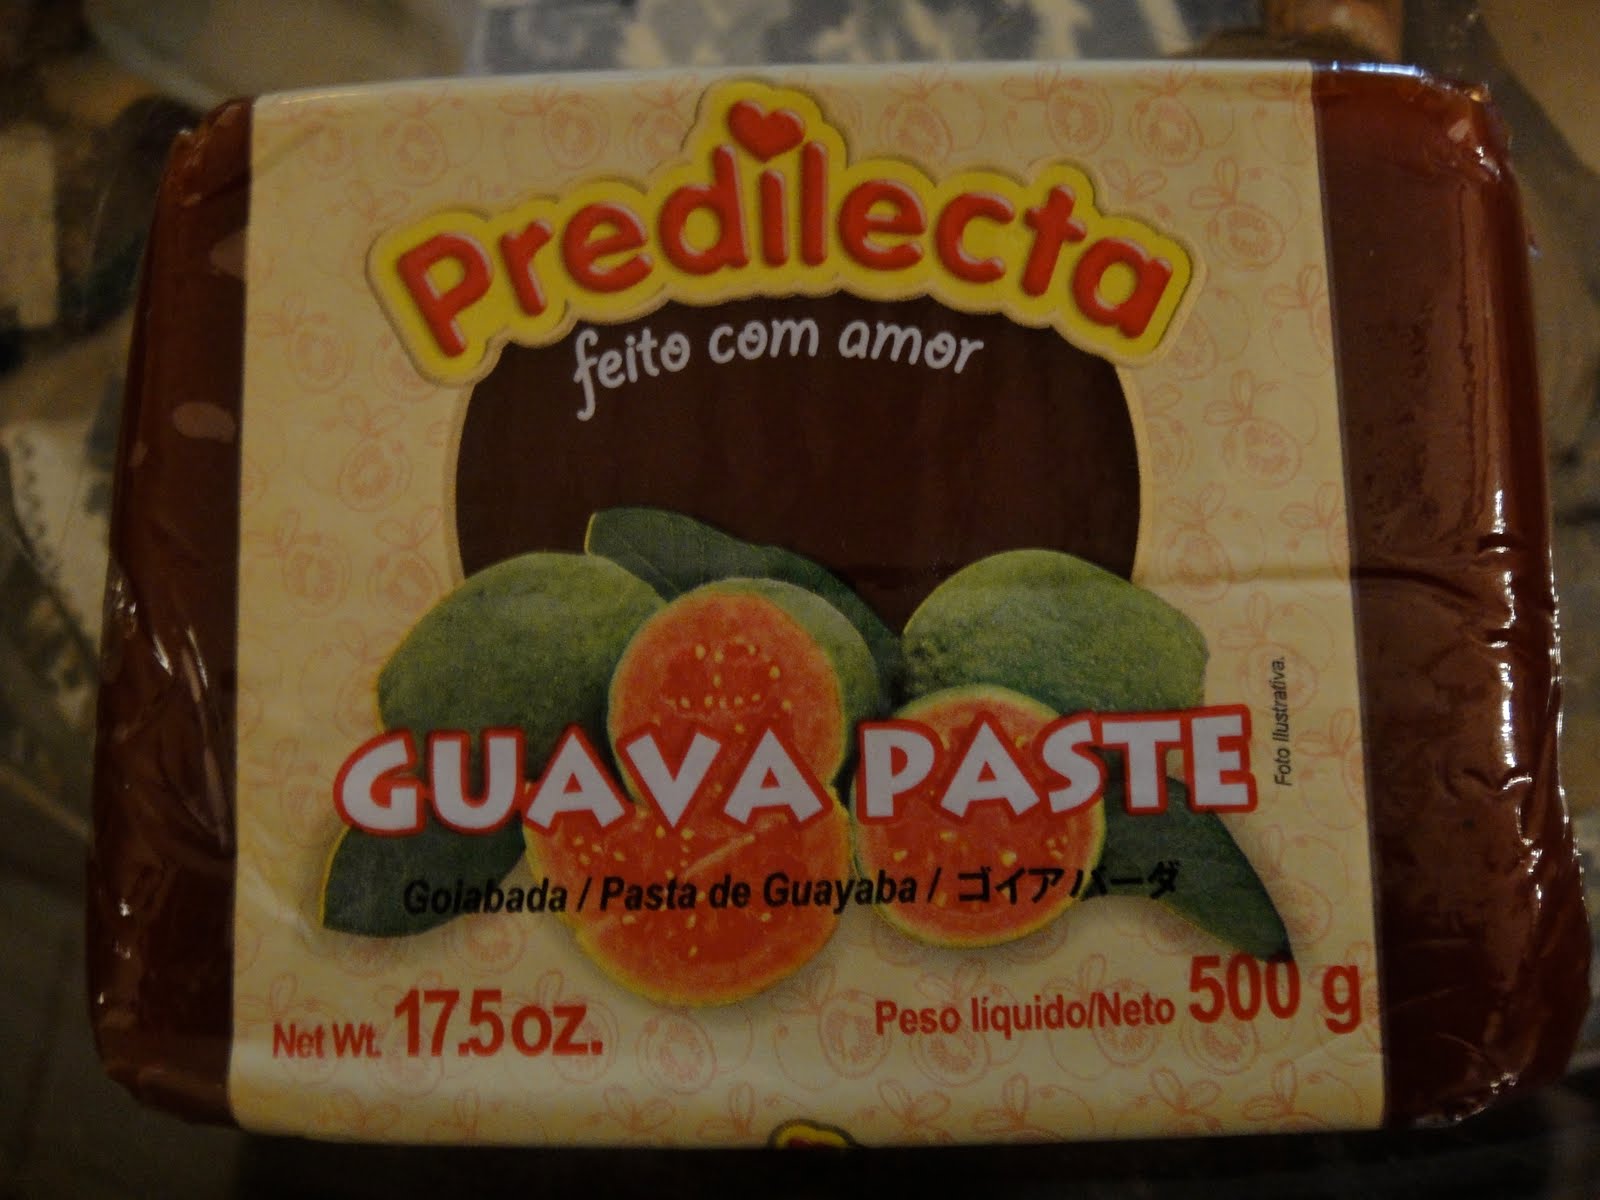 Predilecta
feito com amor
GUAVA PASTE
Foto ilustrativa.
Goiabada / Pasta de Guayaba / ゴイアバーダ
Net Wt. 17.5 oz.
Peso líquido/Neto 500 g